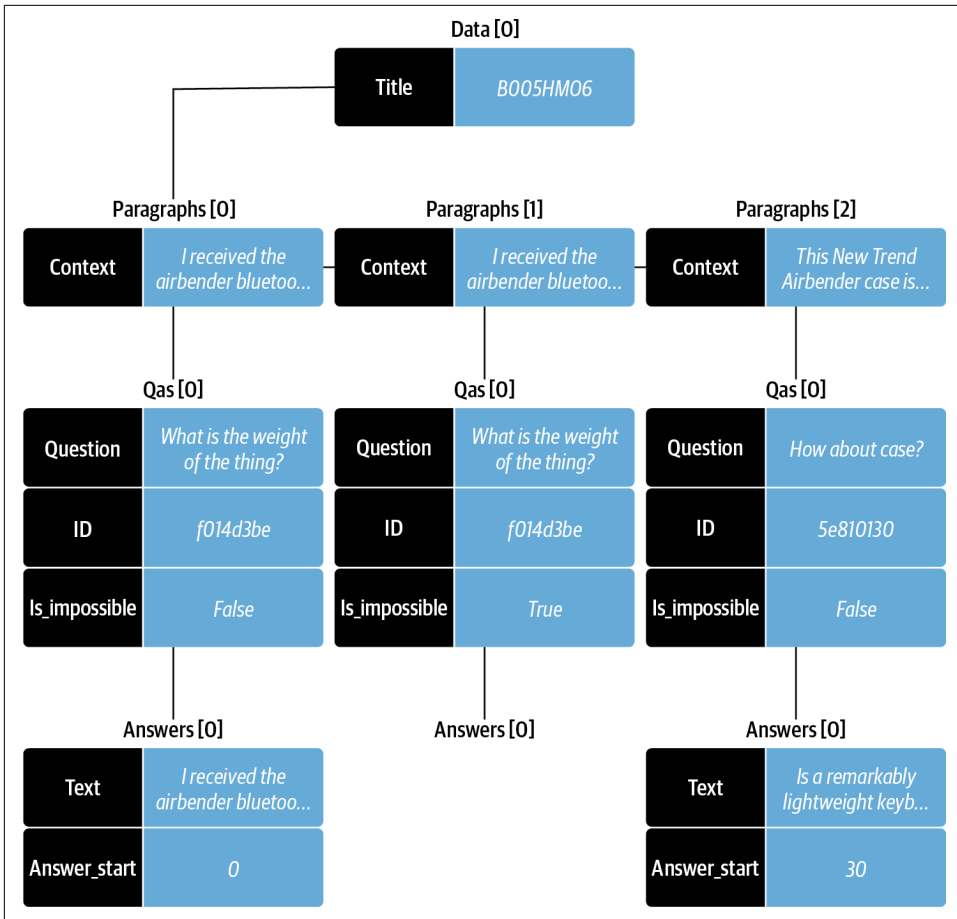 Data [0]
Title B005HMO6
Paragraphs [0] Paragraphs [1] Paragraphs [2]
Context I received the airbender bluetoo... Context I received the airbender bluetoo... Context This New Trend Airbender case is...
Qas [0] Qas [0] Qas [0]
Question What is the weight of the thing? Question What is the weight of the thing? Question How about case?
ID f014d3be ID f014d3be ID 5e810130
Is_impossible False Is_impossible True Is_impossible False
Answers [0] Answers [0] Answers [0]
Text I received the airbender bluetoo... Text Is a remarkably lightweight keyb...
Answer_start 0 Answer_start 30